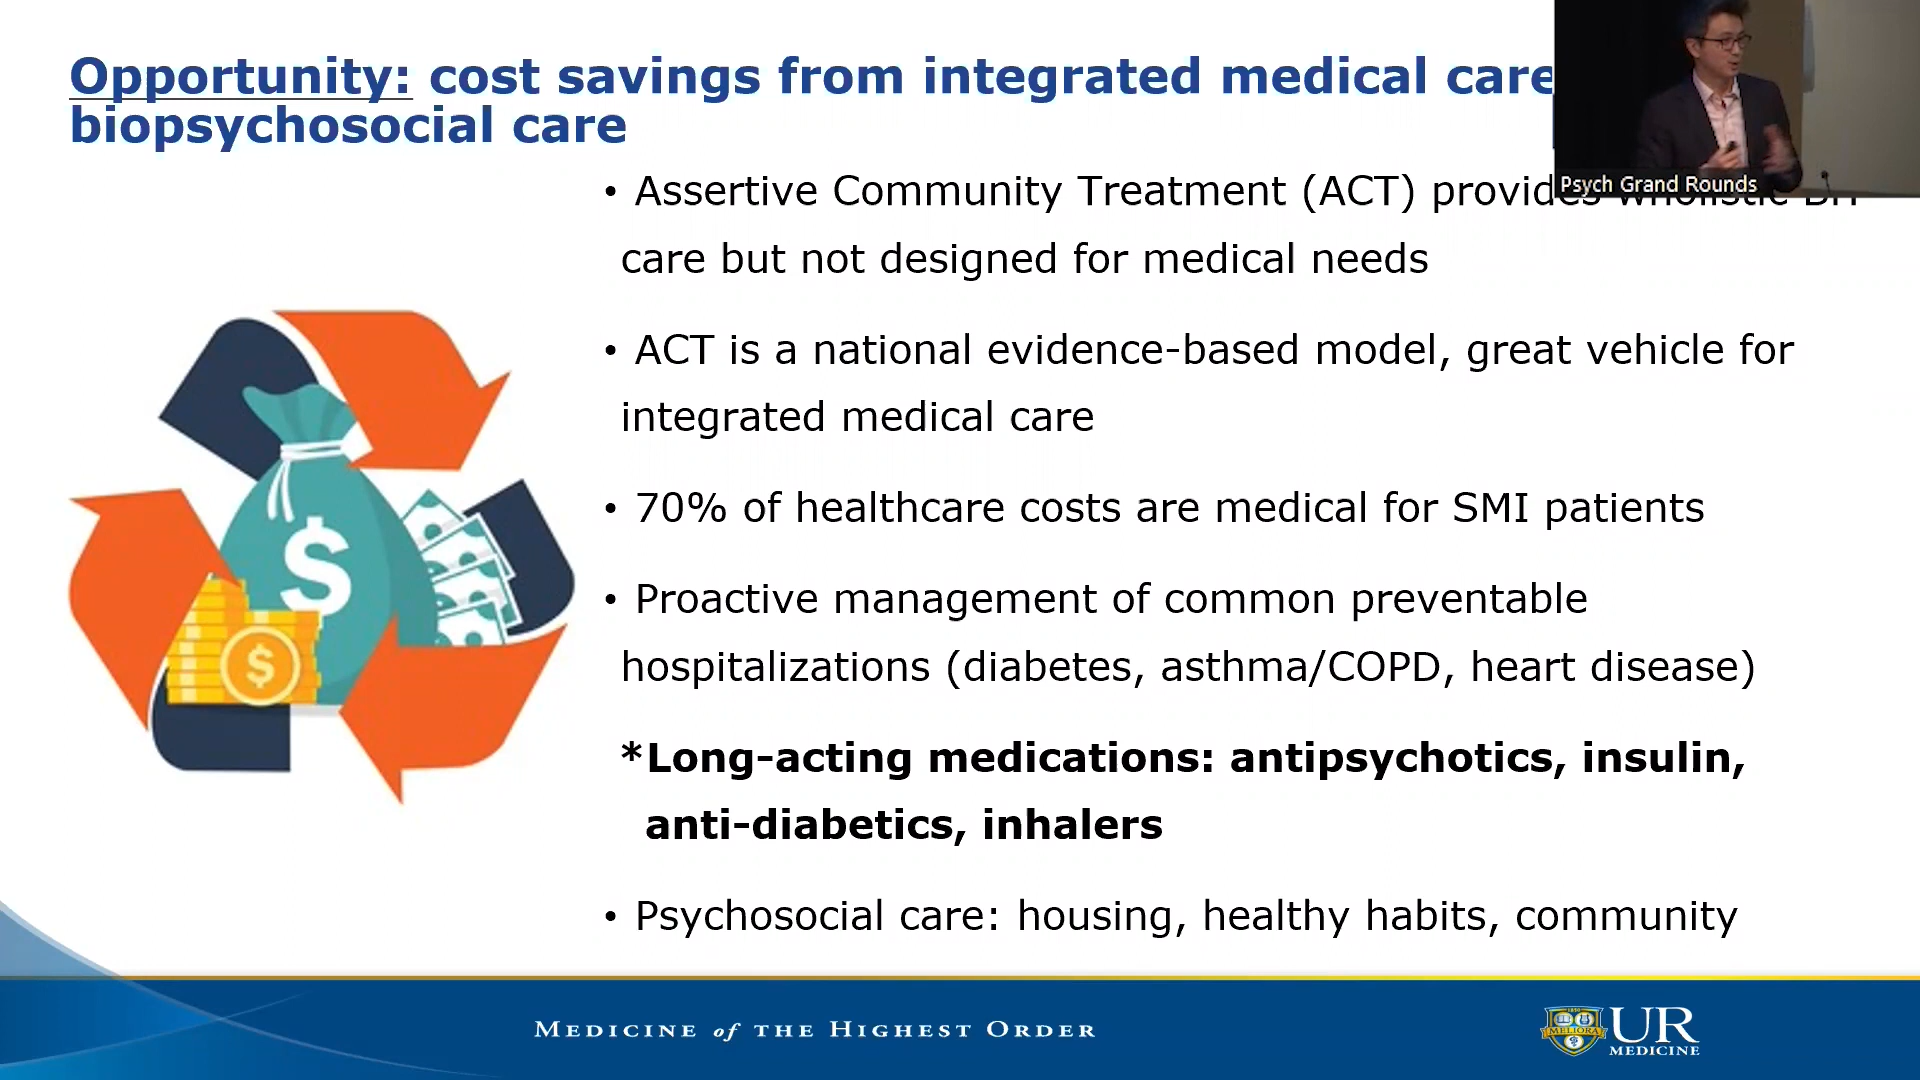 Opportunity: cost savings from integrated medical care
biopsychosocial care
Psych Grand Rounds
• Assertive Community Treatment (ACT) provides wholistic BH
care but not designed for medical needs
• ACT is a national evidence-based model, great vehicle for
integrated medical care
• 70% of healthcare costs are medical for SMI patients
• Proactive management of common preventable
hospitalizations (diabetes, asthma/COPD, heart disease)
*Long-acting medications: antipsychotics, insulin,
anti-diabetics, inhalers
• Psychosocial care: housing, healthy habits, community
$
$
MEDICINE of THE HIGHEST ORDER
MELIORA
UR
MEDICINE